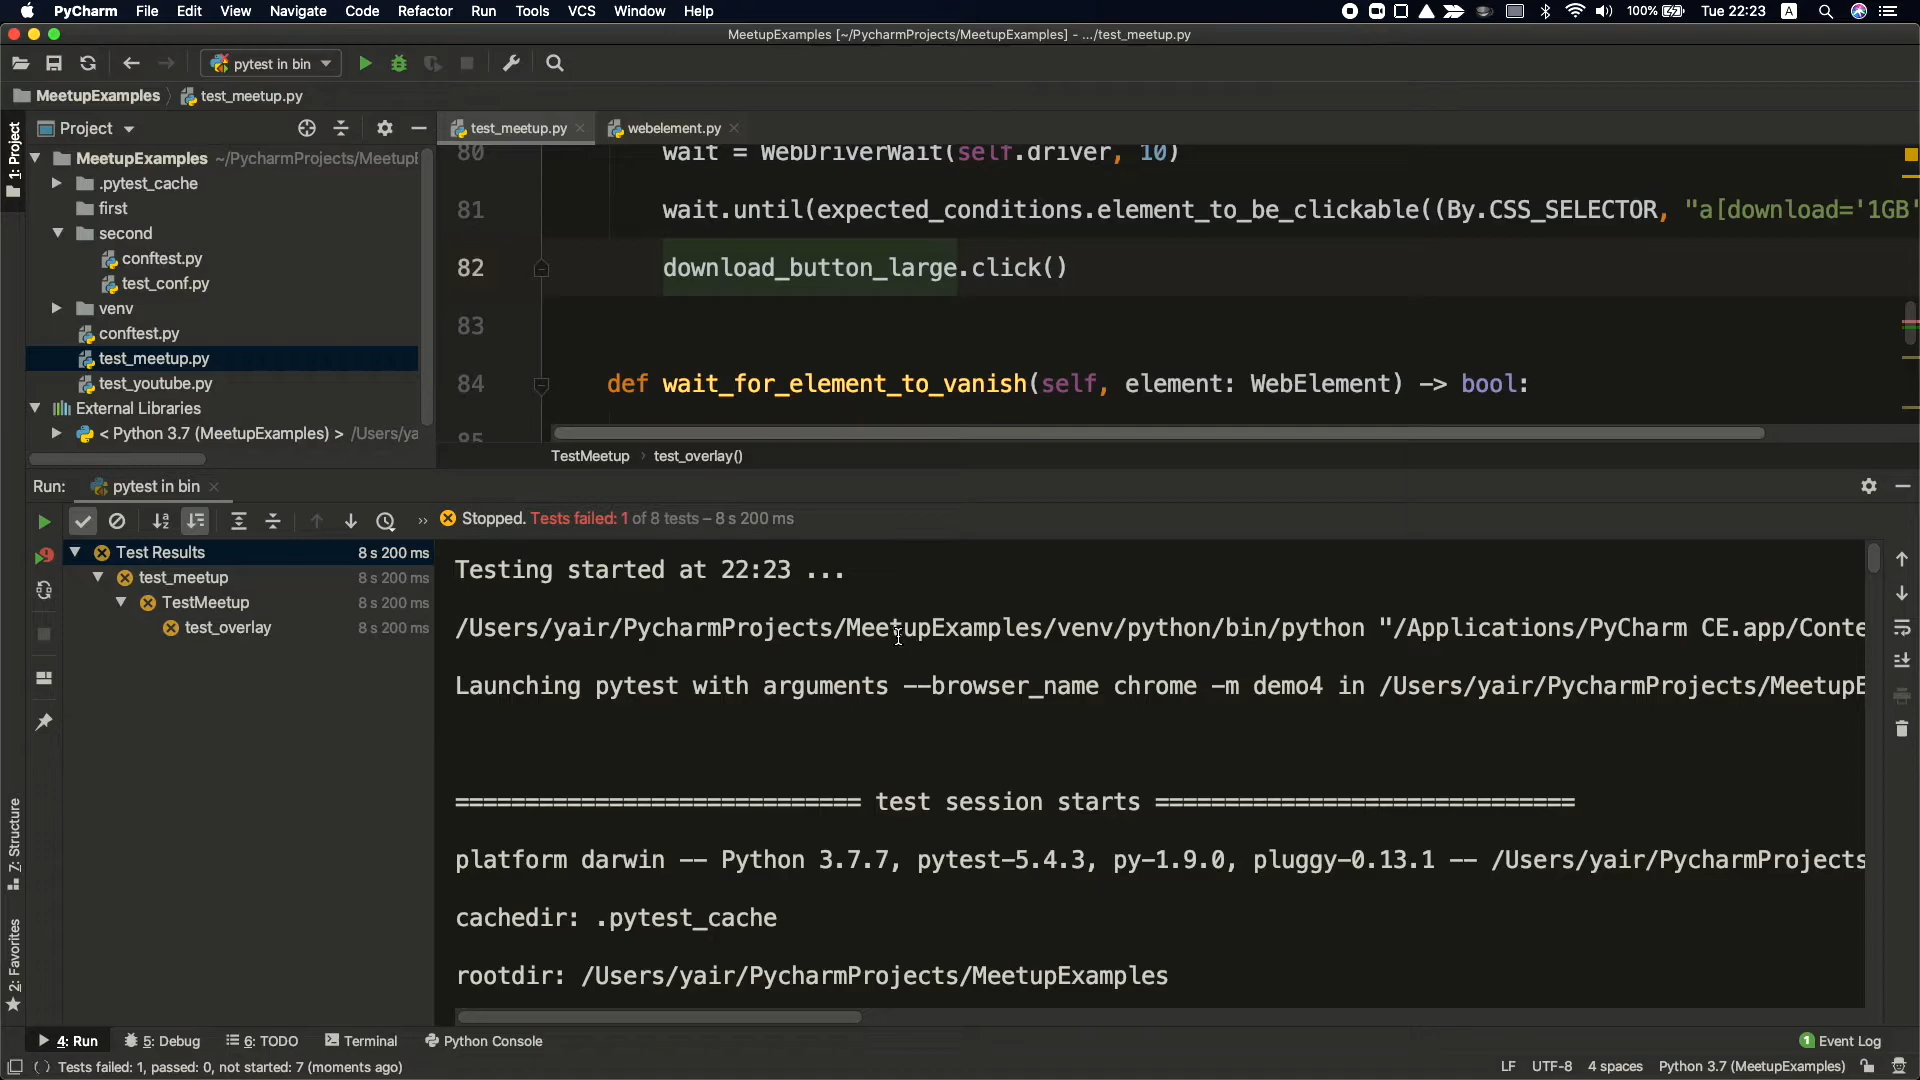 PyCharm File Edit View Navigate Code Refactor Run Tools VCS Window Help 100% Tue 22:23 A
MeetupExamples [~/PycharmProjects/MeetupExamples] - .../test_meetup.py
pytest in bin
MeetupExamples test_meetup.py
1: Project
Project
test_meetup.py
webelement.py
MeetupExamples ~/PycharmProjects/MeetupE
.pytest_cache
first
second
conftest.py
test_conf.py
venv
conftest.py
test_meetup.py
test_youtube.py
External Libraries
< Python 3.7 (MeetupExamples) > /Users/ya
80 wait = WebDriverWait(self.driver, 10)
81 wait.until(expected_conditions.element_to_be_clickable((By.CSS_SELECTOR, "a[download='1GB'
82 download_button_large.click()
83
84 def wait_for_element_to_vanish(self, element: WebElement) -> bool:
85
TestMeetup test_overlay()
Run: pytest in bin
Stopped. Tests failed: 1 of 8 tests – 8 s 200 ms
Test Results 8 s 200 ms
test_meetup 8 s 200 ms
TestMeetup 8 s 200 ms
test_overlay 8 s 200 ms
Testing started at 22:23 ...
/Users/yair/PycharmProjects/MeetupExamples/venv/python/bin/python "/Applications/PyCharm CE.app/Conte
Launching pytest with arguments --browser_name chrome -m demo4 in /Users/yair/PycharmProjects/MeetupE
============================= test session starts ==============================
platform darwin -- Python 3.7.7, pytest-5.4.3, py-1.9.0, pluggy-0.13.1 -- /Users/yair/PycharmProjects
cachedir: .pytest_cache
rootdir: /Users/yair/PycharmProjects/MeetupExamples
7: Structure
2: Favorites
4: Run 5: Debug 6: TODO Terminal Python Console 1 Event Log
Tests failed: 1, passed: 0, not started: 7 (moments ago) LF UTF-8 4 spaces Python 3.7 (MeetupExamples)